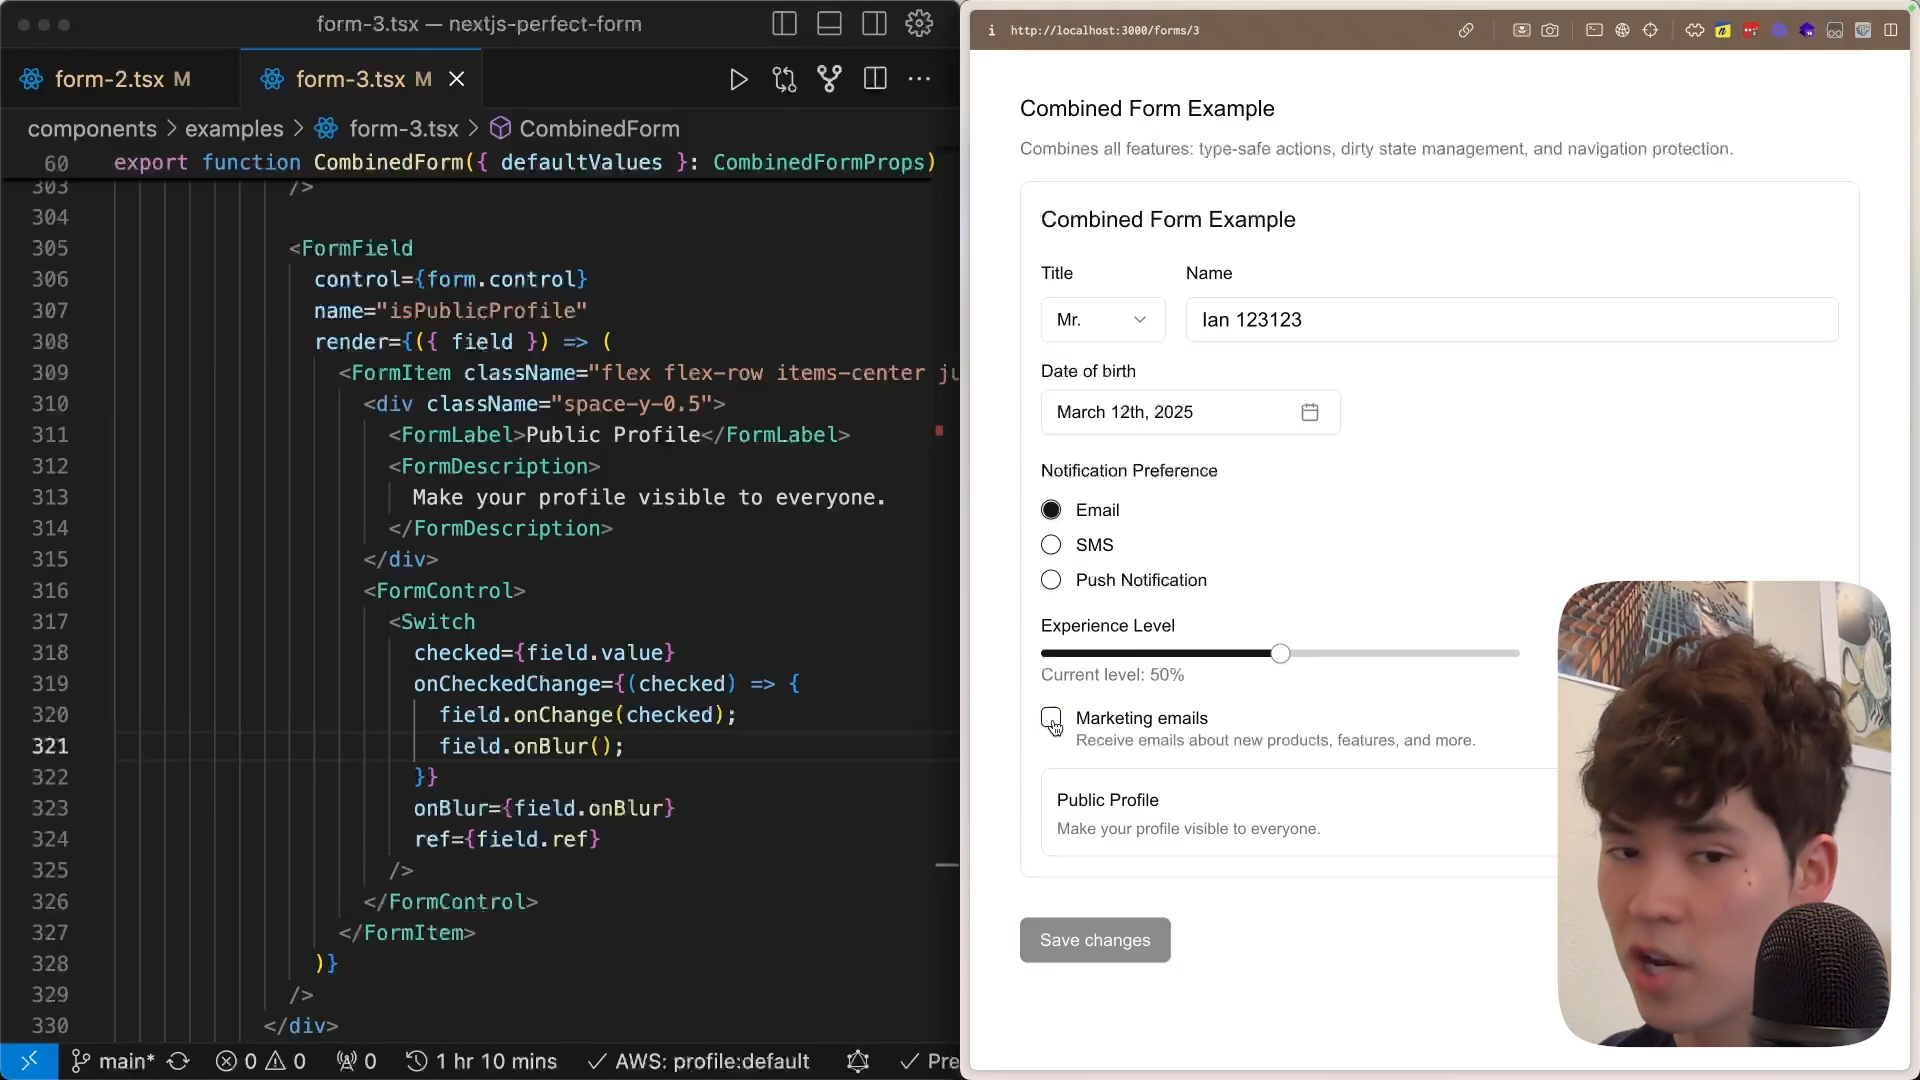 form-3.tsx — nextjs-perfect-form
form-2.tsx M
form-3.tsx M
components > examples > form-3.tsx > CombinedForm
60 export function CombinedForm({ defaultValues }: CombinedFormProps)
303 />
304
305 <FormField
306 control={form.control}
307 name="isPublicProfile"
308 render={({ field }) => (
309 <FormItem className="flex flex-row items-center ju
310 <div className="space-y-0.5">
311 <FormLabel>Public Profile</FormLabel>
312 <FormDescription>
313 Make your profile visible to everyone.
314 </FormDescription>
315 </div>
316 <FormControl>
317 <Switch
318 checked={field.value}
319 onCheckedChange={(checked) => {
320 field.onChange(checked);
321 field.onBlur();
322 }}
323 onBlur={field.onBlur}
324 ref={field.ref}
325 />
326 </FormControl>
327 </FormItem>
328 )}
329 />
330 </div>
main* 0 0 0 1 hr 10 mins AWS: profile:default Pre
http://localhost:3000/forms/3
Combined Form Example
Combines all features: type-safe actions, dirty state management, and navigation protection.
Combined Form Example
Title Name
Mr. Ian 123123
Date of birth
March 12th, 2025
Notification Preference
Email
SMS
Push Notification
Experience Level
Current level: 50%
Marketing emails
Receive emails about new products, features, and more.
Public Profile
Make your profile visible to everyone.
Save changes